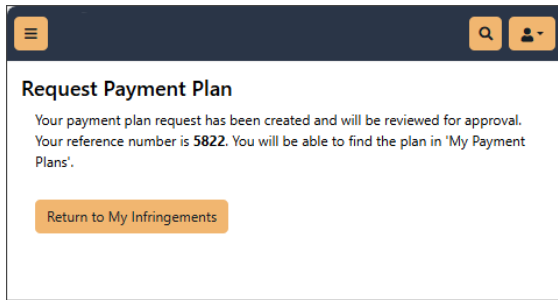 Request Payment Plan
Your payment plan request has been created and will be reviewed for approval.
Your reference number is 5822. You will be able to find the plan in 'My Payment
Plans'.
Return to My Infringements